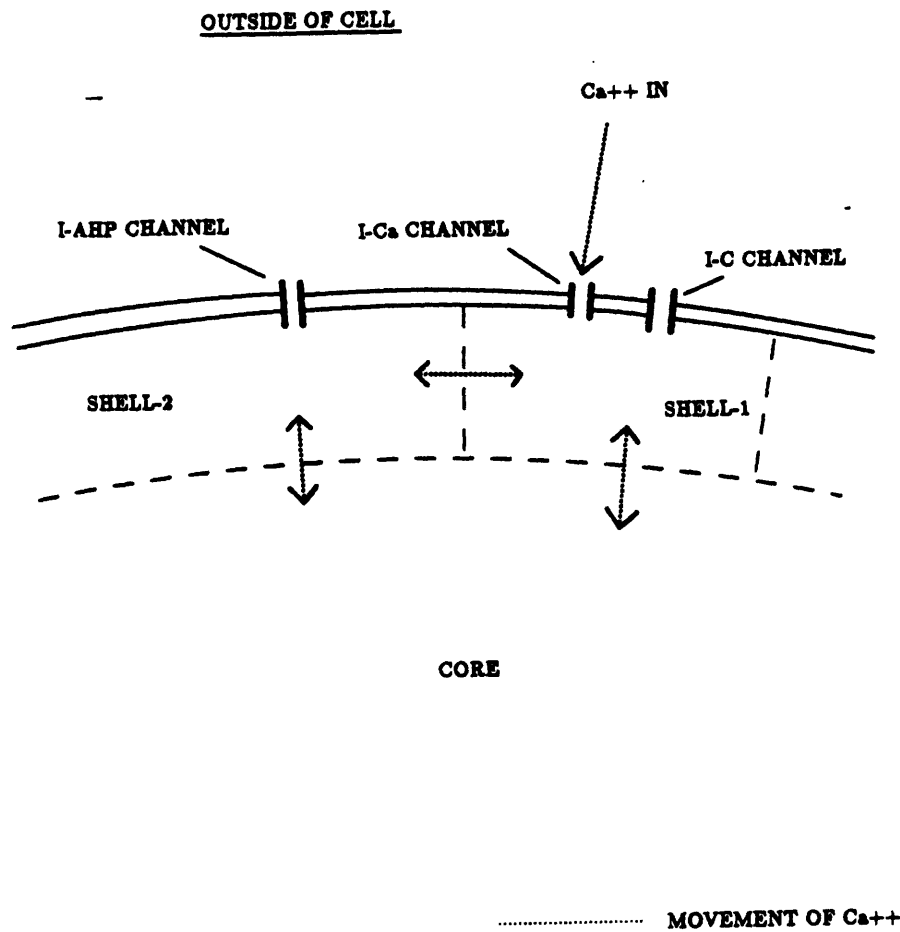 OUTSIDE OF CELL
Ca++ IN
I-AHP CHANNEL
I-Ca CHANNEL
I-C CHANNEL
SHELL-2
SHELL-1
CORE
MOVEMENT OF Ca++